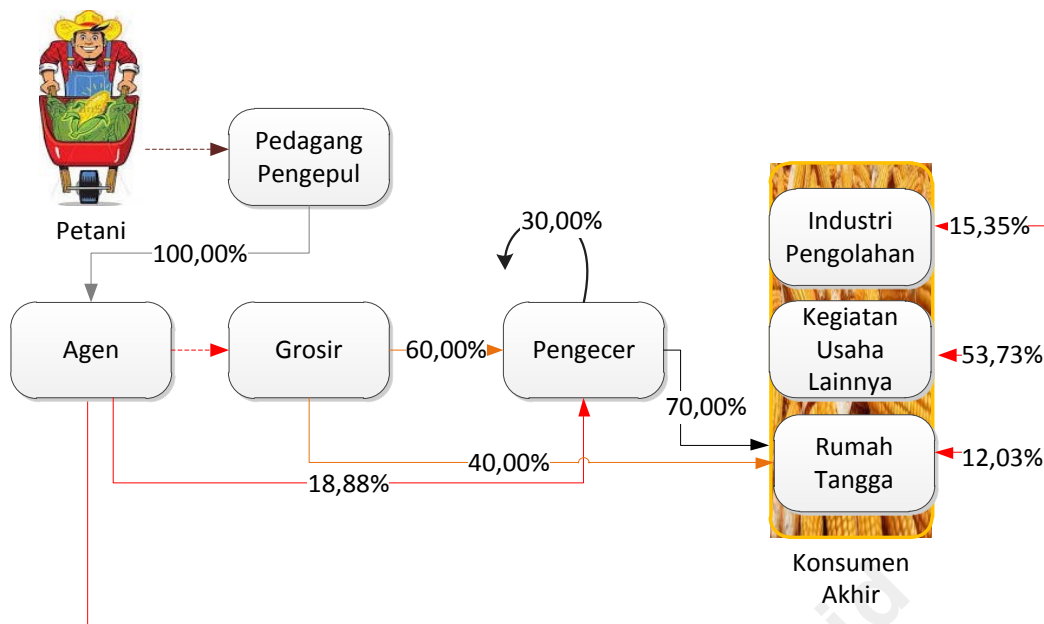 Petani
Pedagang
Pengepul
100,00%
Agen
Grosir
60,00%
30,00%
Pengecer
70,00%
40,00%
18,88%
Industri
Pengolahan
15,35%
Kegiatan
Usaha
Lainnya
53,73%
Rumah
Tangga
12,03%
Konsumen
Akhir
id